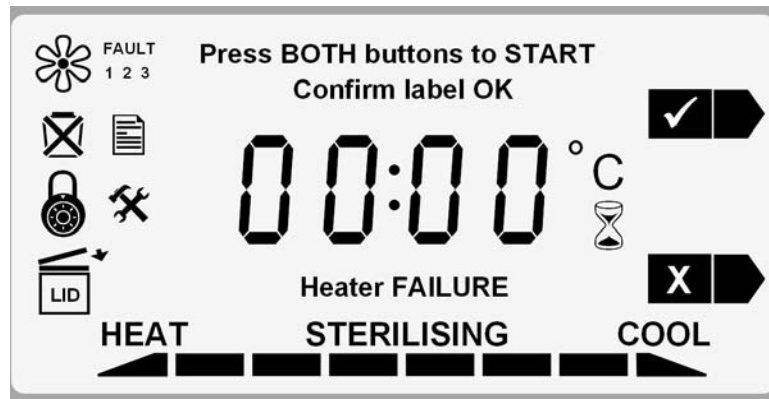 FAULT
1 2 3
Press BOTH buttons to START
Confirm label OK
00:00 °C
LID
X
Heater FAILURE
HEAT STERILISING COOL